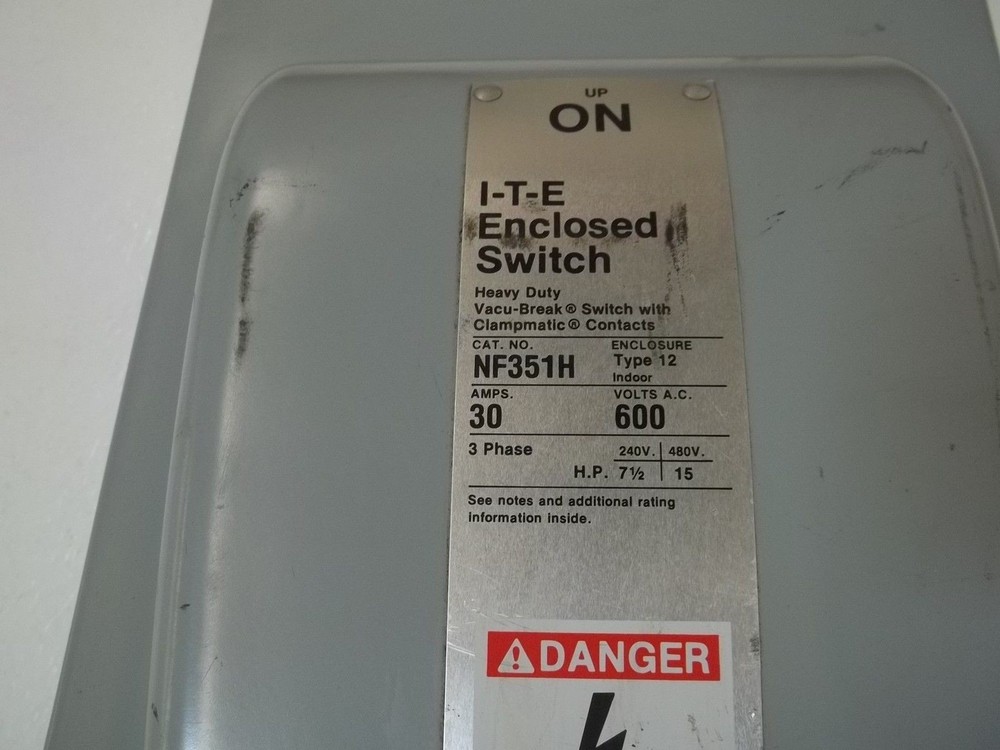 UP
ON
I-T-E
Enclosed
Switch
Heavy Duty
Vacu-Break® Switch with
Clampmatic® Contacts
CAT. NO. ENCLOSURE
NF351H Type 12
Indoor
AMPS. VOLTS A.C.
30 600
3 Phase 240V. 480V.
H.P. 7½ 15
See notes and additional rating
information inside.
DANGER